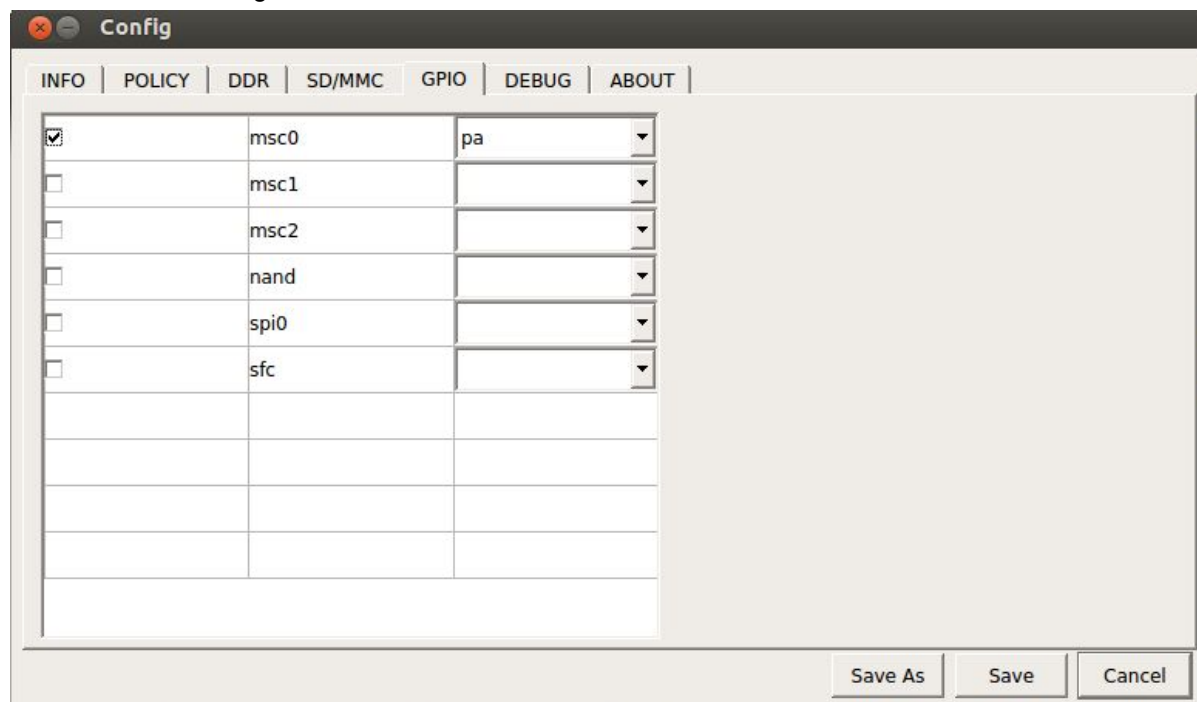 Config
INFO POLICY DDR SD/MMC GPIO DEBUG ABOUT
msc0 pa
msc1
msc2
nand
spi0
sfc
Save As Save Cancel